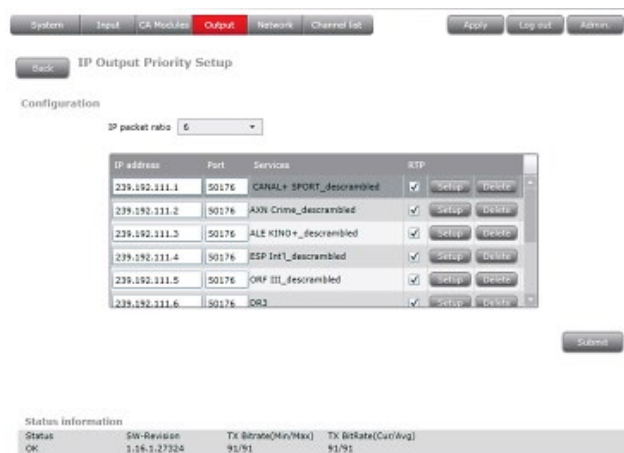 System Input CA Modules Output Network Channel list Apply Log out Admin.
Back IP Output Priority Setup
Configuration
IP packet ratio 6
IP address Port Services RTP
239.192.111.1 50176 CANAL+ SPORT_descrambled Setup Delete
239.192.111.2 50176 AXN Crime_descrambled Setup Delete
239.192.111.3 50176 ALE KINO+_descrambled Setup Delete
239.192.111.4 50176 ESP Int'l_descrambled Setup Delete
239.192.111.5 50176 ORF III_descrambled Setup Delete
239.192.111.6 50176 DR3 Setup Delete
Submit
Status information
Status SW-Revision TX Bitrate(Min/Max) TX BitRate(Cur/Avg)
OK 1.16.1.27324 91/91 91/91